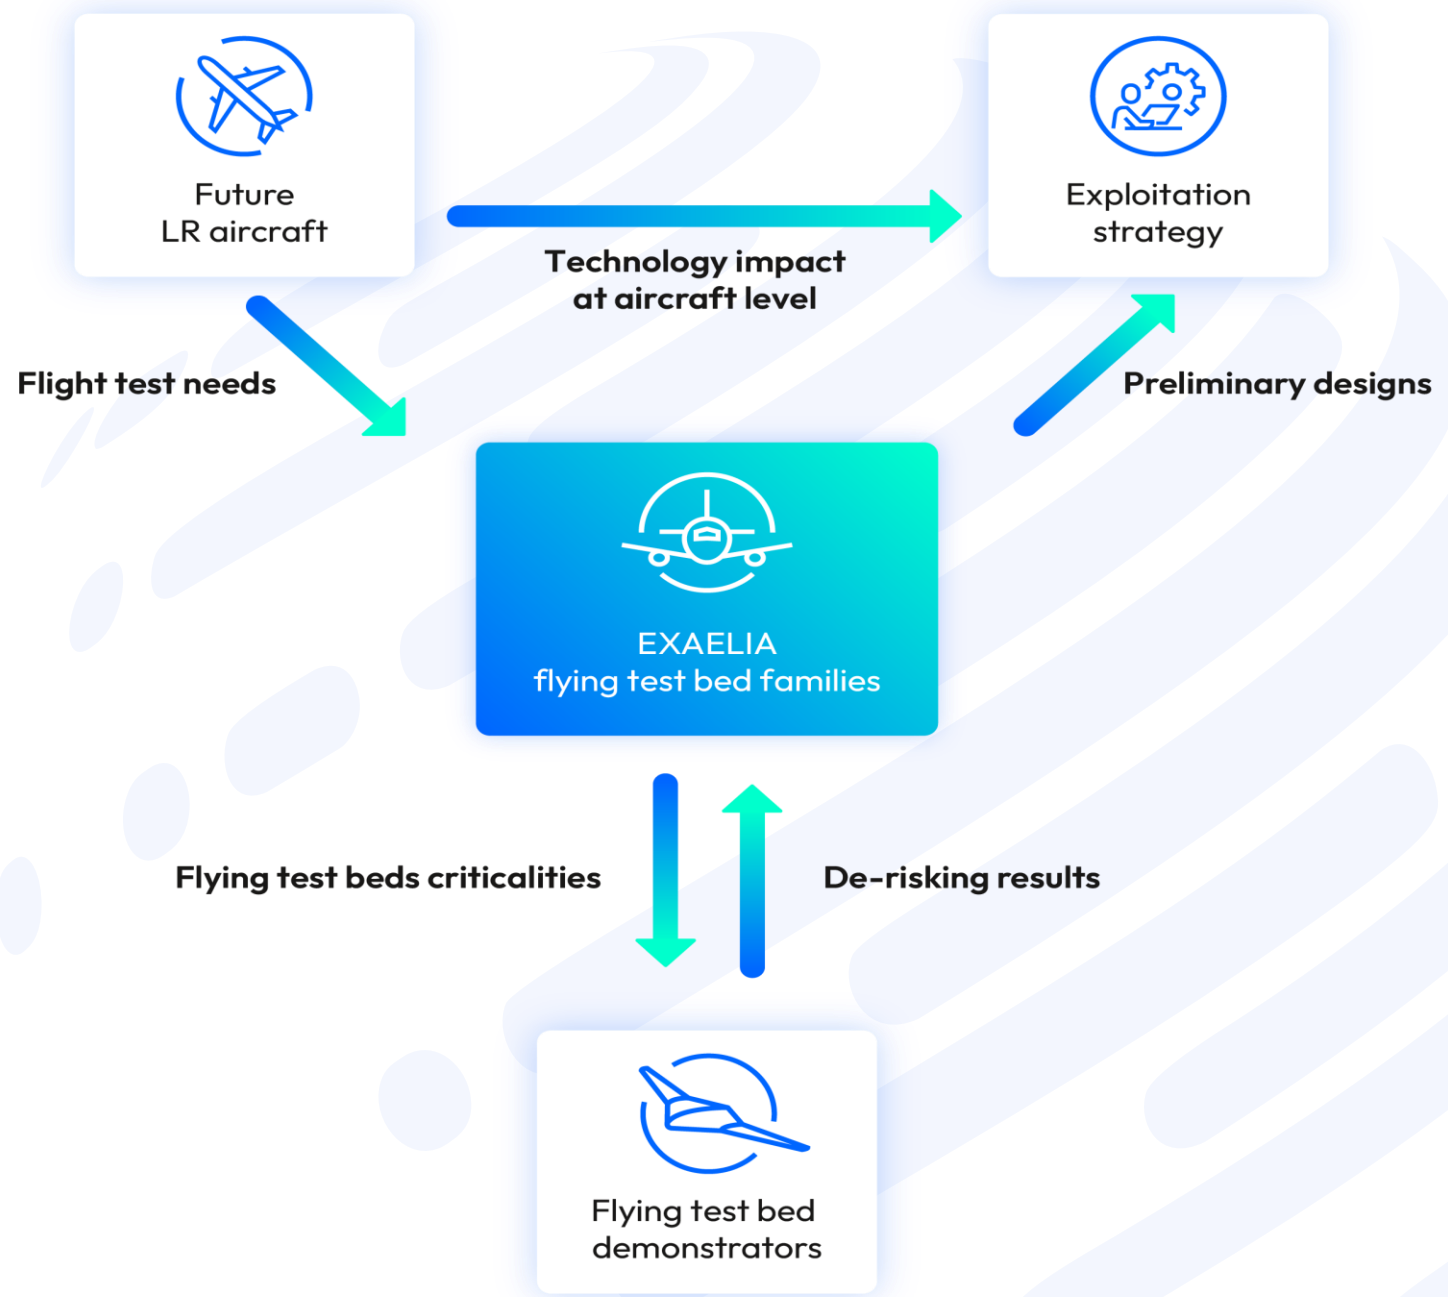 Future
LR aircraft
Exploitation
strategy
Technology impact
at aircraft level
Flight test needs
Preliminary designs
EXAELIA
flying test bed families
Flying test beds criticalities
De-risking results
Flying test bed
demonstrators